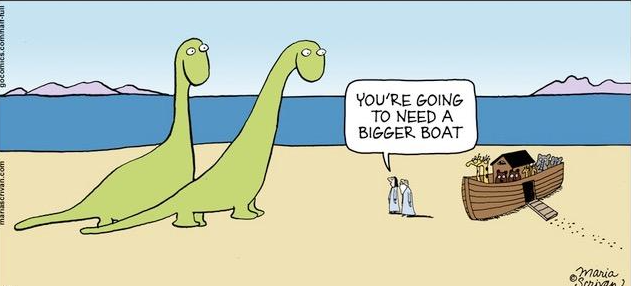 gocomics.com/half-full
mariascrivan.com
YOU'RE GOING
TO NEED A
BIGGER BOAT
©maria
Scrivan